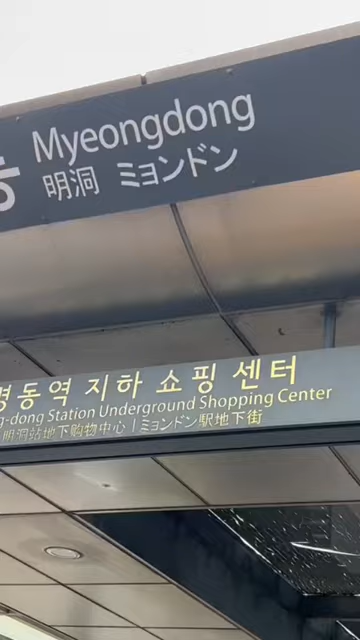 Myeongdong
明洞 ミョンドン
명동역 지하 쇼핑 센터
g-dong Station Underground Shopping Center
明洞站地下购物中心 | ミョンドン駅地下街